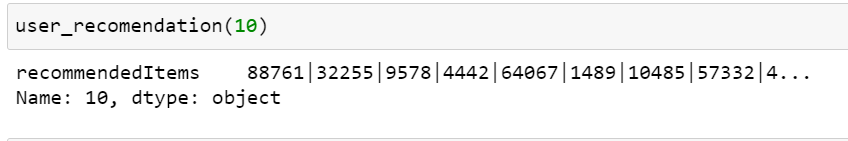 user_recomendation(10)
recommendedItems    88761|32255|9578|4442|64067|1489|10485|57332|4...
Name: 10, dtype: object